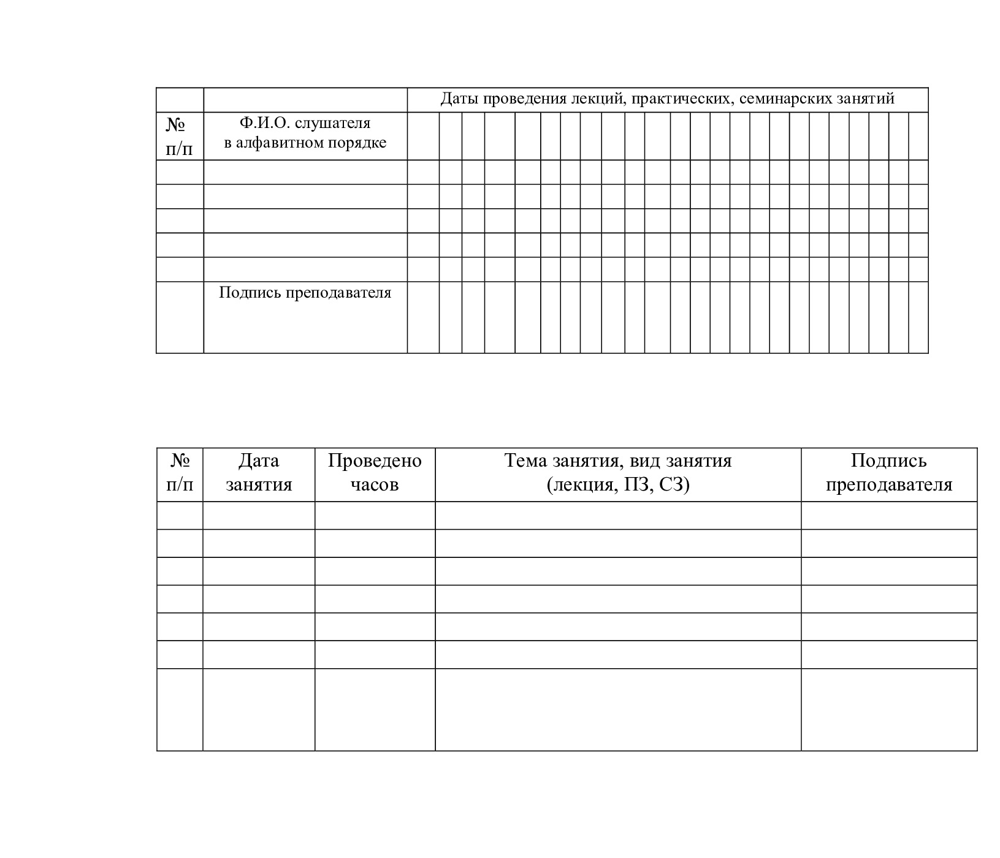 Даты проведения лекций, практических, семинарских занятий
№
п/п
Ф.И.О. слушателя
в алфавитном порядке
Подпись преподавателя
№
п/п
Дата
занятия
Проведено
часов
Тема занятия, вид занятия
(лекция, ПЗ, СЗ)
Подпись
преподавателя